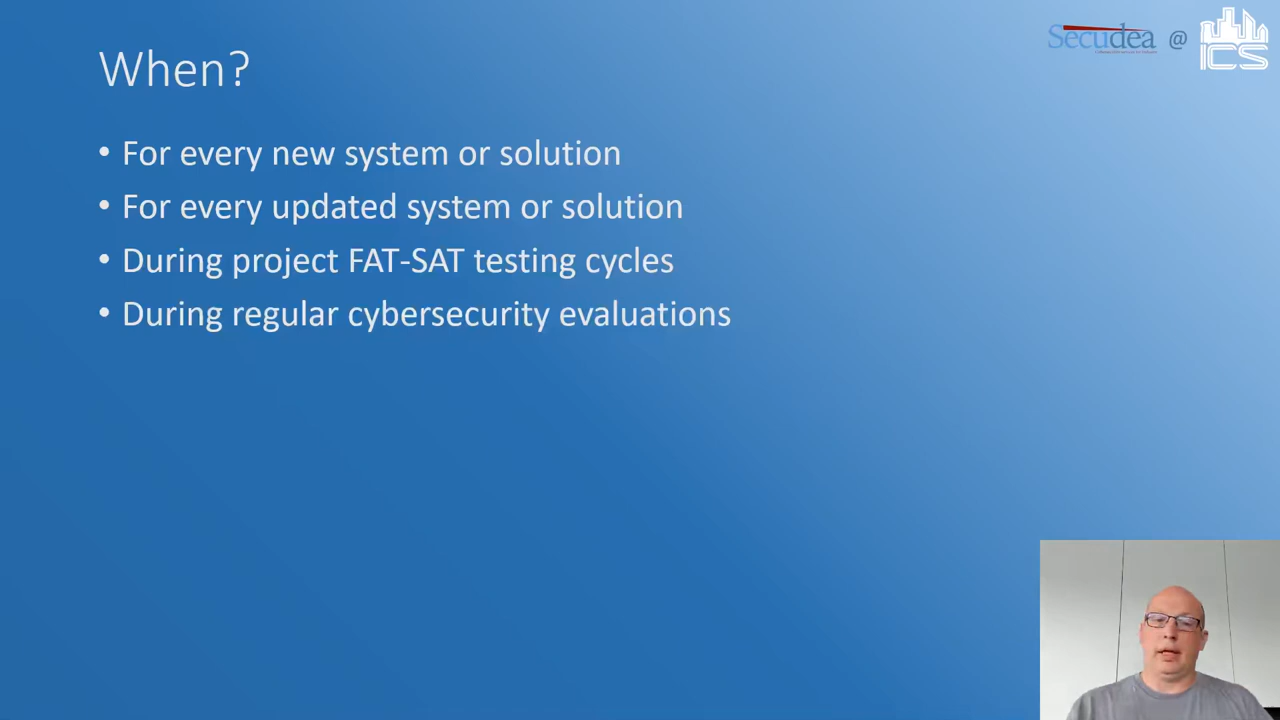 When?
Secudea @ ICS
• For every new system or solution
• For every updated system or solution
• During project FAT-SAT testing cycles
• During regular cybersecurity evaluations